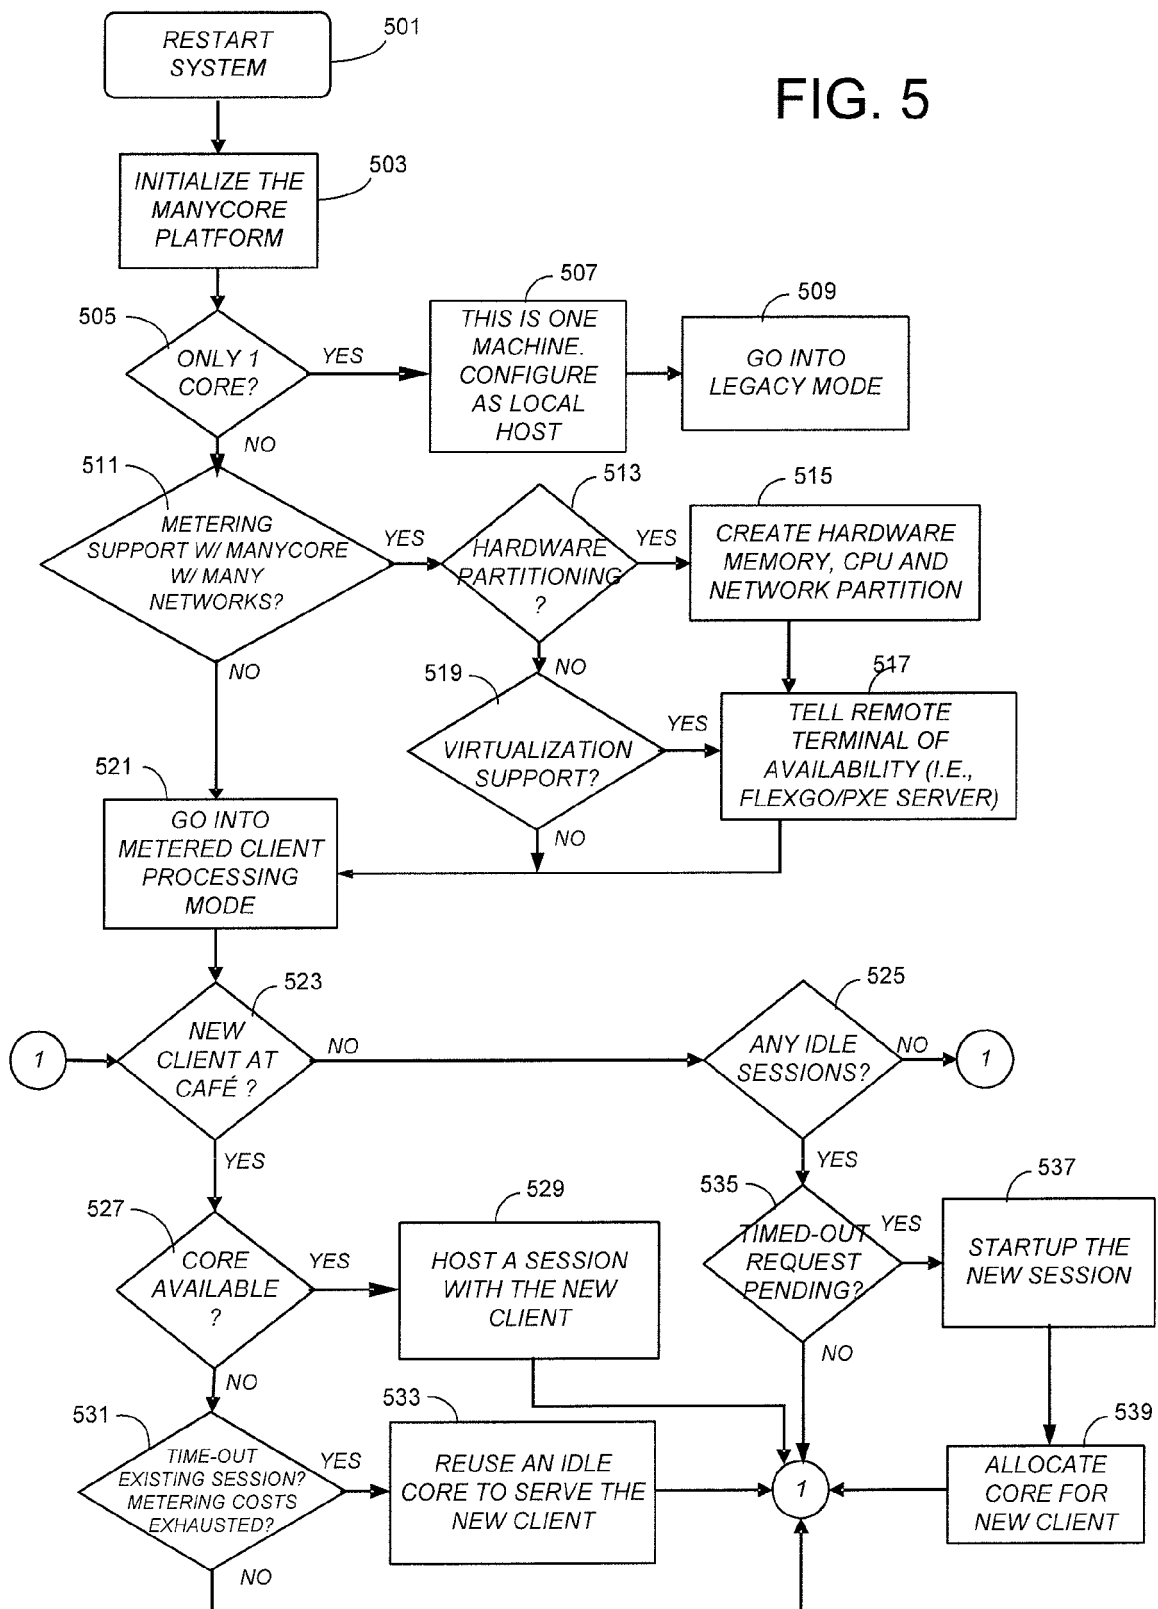 RESTART
SYSTEM
501
FIG. 5
INITIALIZE THE
MANYCORE
PLATFORM
503
505
ONLY 1
CORE?
YES
NO
507
THIS IS ONE
MACHINE.
CONFIGURE
AS LOCAL
HOST
509
GO INTO
LEGACY MODE
511
METERING
SUPPORT W/ MANYCORE
W/ MANY
NETWORKS?
YES
NO
513
HARDWARE
PARTITIONING
?
YES
NO
515
CREATE HARDWARE
MEMORY, CPU AND
NETWORK PARTITION
517
TELL REMOTE
TERMINAL OF
AVAILABILITY (I.E.,
FLEXGO/PXE SERVER)
519
VIRTUALIZATION
SUPPORT?
YES
NO
521
GO INTO
METERED CLIENT
PROCESSING
MODE
1
523
NEW
CLIENT AT
CAFÉ ?
NO
YES
525
ANY IDLE
SESSIONS?
NO
1
YES
527
CORE
AVAILABLE
?
YES
NO
529
HOST A SESSION
WITH THE NEW
CLIENT
535
TIMED-OUT
REQUEST
PENDING?
YES
NO
537
STARTUP THE
NEW SESSION
531
TIME-OUT
EXISTING SESSION?
METERING COSTS
EXHAUSTED?
YES
NO
533
REUSE AN IDLE
CORE TO SERVE THE
NEW CLIENT
1
539
ALLOCATE
CORE FOR
NEW CLIENT